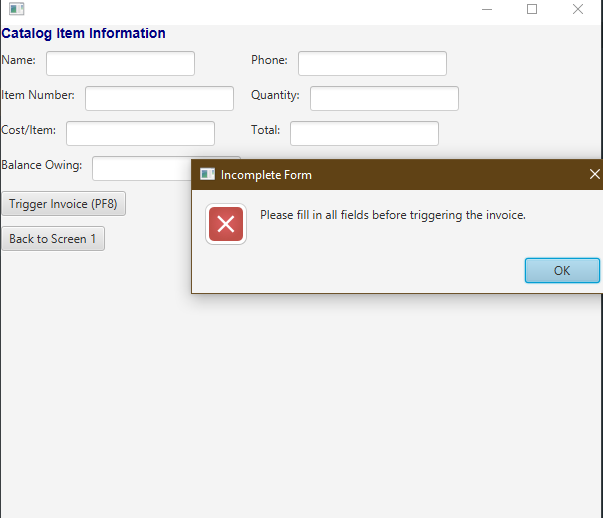 Catalog Item Information
Name: Phone:
Item Number: Quantity:
Cost/Item: Total:
Balance Owing:
Incomplete Form
Please fill in all fields before triggering the invoice.
OK
Trigger Invoice (PF8)
Back to Screen 1